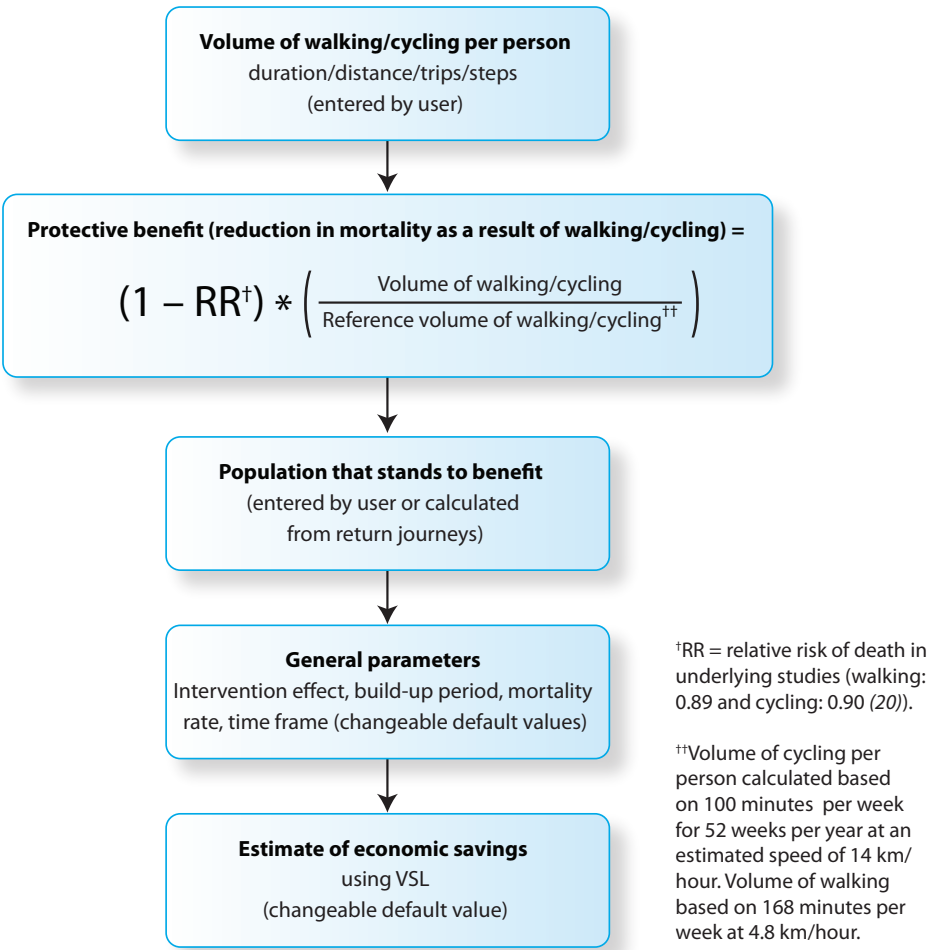 Volume of walking/cycling per person
duration/distance/trips/steps
(entered by user)
Protective benefit (reduction in mortality as a result of walking/cycling) =
(1 – RR†) * ( Volume of walking/cycling
Reference volume of walking/cycling†† )
Population that stands to benefit
(entered by user or calculated
from return journeys)
General parameters
Intervention effect, build-up period, mortality
rate, time frame (changeable default values)
Estimate of economic savings
using VSL
(changeable default value)
†RR = relative risk of death in
underlying studies (walking:
0.89 and cycling: 0.90 (20)).
††Volume of cycling per
person calculated based
on 100 minutes per week
for 52 weeks per year at an
estimated speed of 14 km/
hour. Volume of walking
based on 168 minutes per
week at 4.8 km/hour.